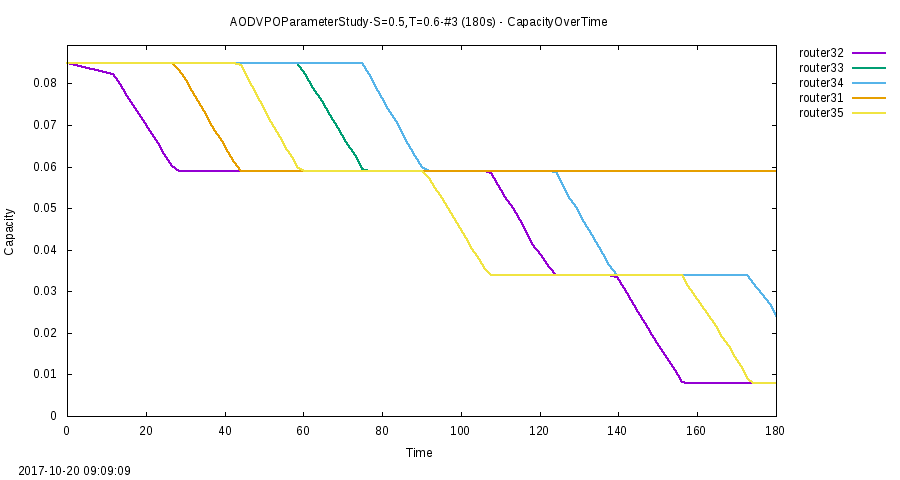 AODVPOParameterStudy-S=0.5,T=0.6-#3 (180s) - CapacityOverTime
router32
router33
router34
router31
router35
0.08
0.07
0.06
0.05
0.04
0.03
0.02
0.01
0
Capacity
0 20 40 60 80 100 120 140 160 180
Time
2017-10-20 09:09:09